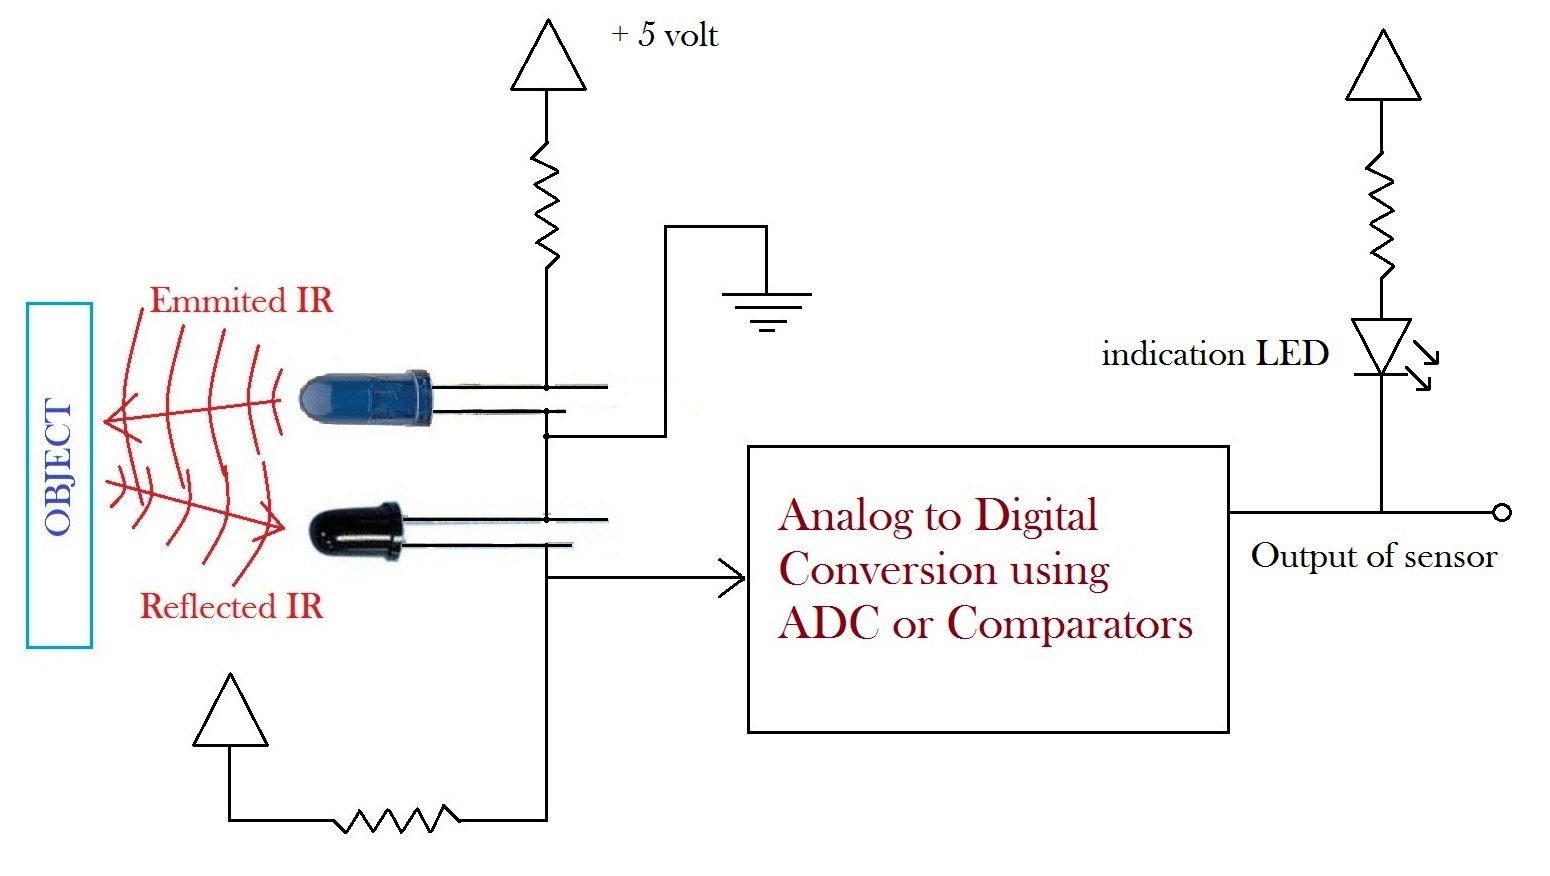 + 5 volt
Emmited IR
OBJECT
indication LED
Analog to Digital
Conversion using
ADC or Comparators
Output of sensor
Reflected IR